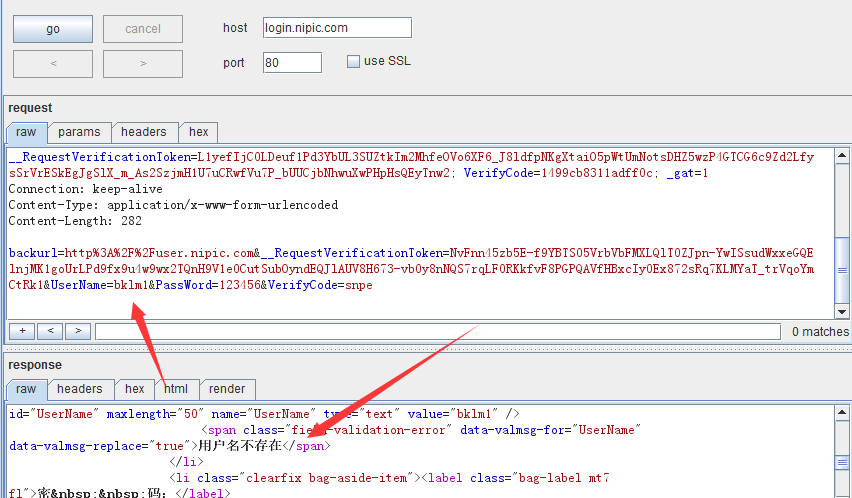 go
cancel
host
login.nipic.com
<
>
port
80
use SSL
request
raw
params
headers
hex
__RequestVerificationToken=L1yefIjC0LDeuf1Pd3YbUL3SUZtkIm2MhfeOVo6XF6_J8ldfpNKgXtaiO5pWtUmNotsDHZ5wzP4GTCG6c9Zd2Lfy
sSrVrESkEgJgSlX_m_As2SzjmH1U7uCRwfVu7P_bUUCjbNhwuXwPHpHsQEyTnw2; VerifyCode=1499cb8311adff0c; _gat=1
Connection: keep-alive
Content-Type: application/x-www-form-urlencoded
Content-Length: 282
backurl=http%3A%2F%2Fuser.nipic.com&__RequestVerificationToken=NvFnn45zb5E-f9YBTS05VrbVbFMXLQlT0ZJpn-YwISsudWxxeGQE
lnjMK1goUrLPd9fx9u4w9wx2TQnH9V1e0CutSubOyndEQJlAUV8H673-vb0y8nNQS7rqLF0RKkfvF8PGPQAVfHBxcIy0Ex872sRq7KLMYaT_trVqoYm
CtRk1&UserName=bklm1&PassWord=123456&VerifyCode=snpe
+
<
>
0 matches
response
raw
headers
hex
html
render
id="UserName" maxlength="50" name="UserName" type="text" value="bklm1" />
<span class="field-validation-error" data-valmsg-for="UserName"
data-valmsg-replace="true">用户名不存在</span>
</li>
<li class="clearfix bag-aside-item"><label class="bag-label mt7
fl">密&nbsp;&nbsp;码：</label>